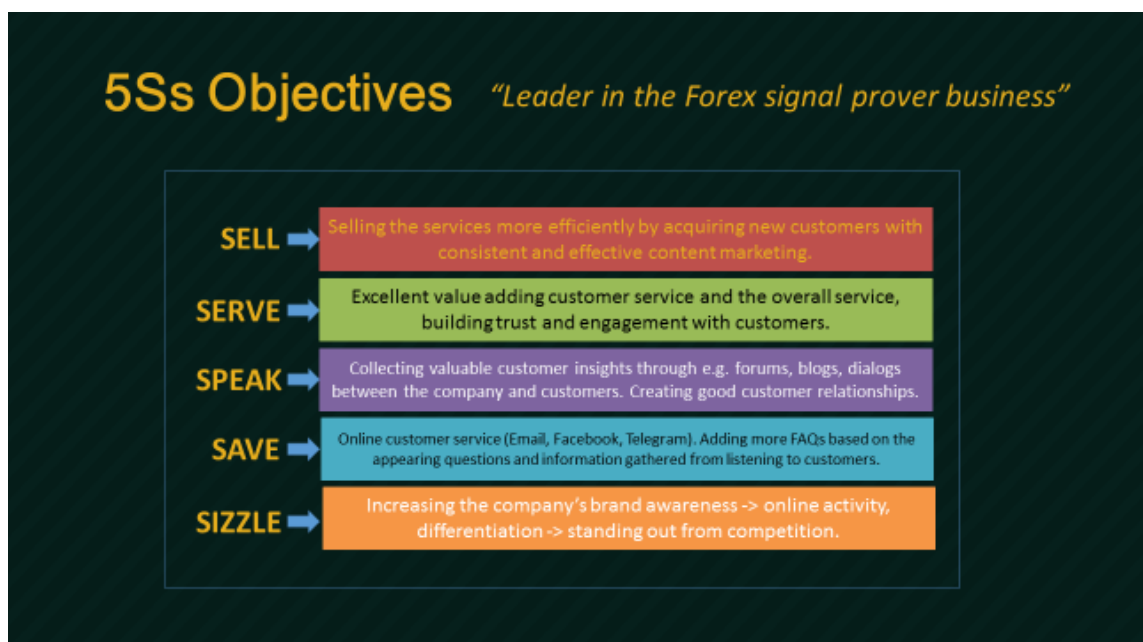 5Ss Objectives “Leader in the Forex signal prover business”
SELL
Selling the services more efficiently by acquiring new customers with
consistent and effective content marketing.
SERVE
Excellent value adding customer service and the overall service,
building trust and engagement with customers.
SPEAK
Collecting valuable customer insights through e.g. forums, blogs, dialogs
between the company and customers. Creating good customer relationships.
SAVE
Online customer service (Email, Facebook, Telegram). Adding more FAQs based on the
appearing questions and information gathered from listening to customers.
SIZZLE
Increasing the company’s brand awareness -> online activity,
differentiation -> standing out from competition.